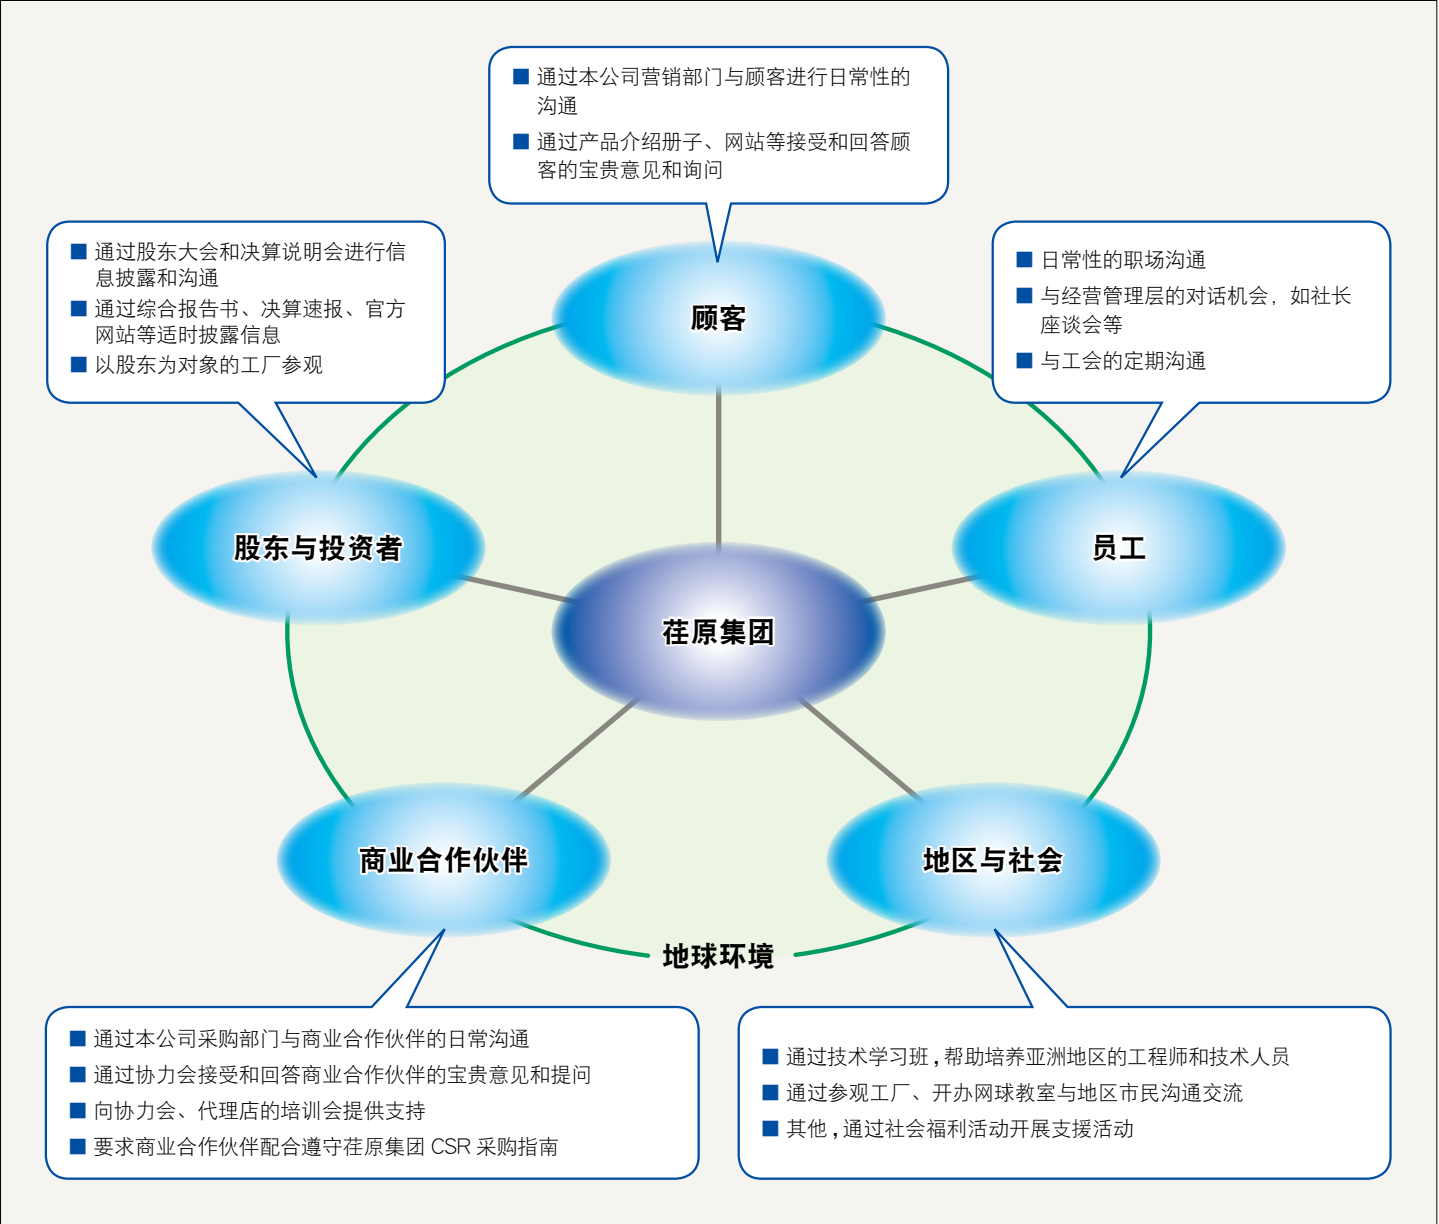 ■ 通过本公司营销部门与顾客进行日常性的
沟通
■ 通过产品介绍册子、网站等接受和回答顾
客的宝贵意见和询问
■ 通过股东大会和决算说明会进行信
息披露和沟通
■ 通过综合报告书、决算速报、官方
网站等适时披露信息
■ 以股东为对象的工厂参观
■ 日常性的职场沟通
■ 与经营管理层的对话机会，如社长
座谈会等
■ 与工会的定期沟通
顾客
股东与投资者
员工
荏原集团
商业合作伙伴
地区与社会
地球环境
■ 通过本公司采购部门与商业合作伙伴的日常沟通
■ 通过协力会接受和回答商业合作伙伴的宝贵意见和提问
■ 向协力会、代理店的培训会提供支持
■ 要求商业合作伙伴配合遵守荏原集团 CSR 采购指南
■ 通过技术学习班，帮助培养亚洲地区的工程师和技术人员
■ 通过参观工厂、开办网球教室与地区市民沟通交流
■ 其他，通过社会福利活动开展支援活动